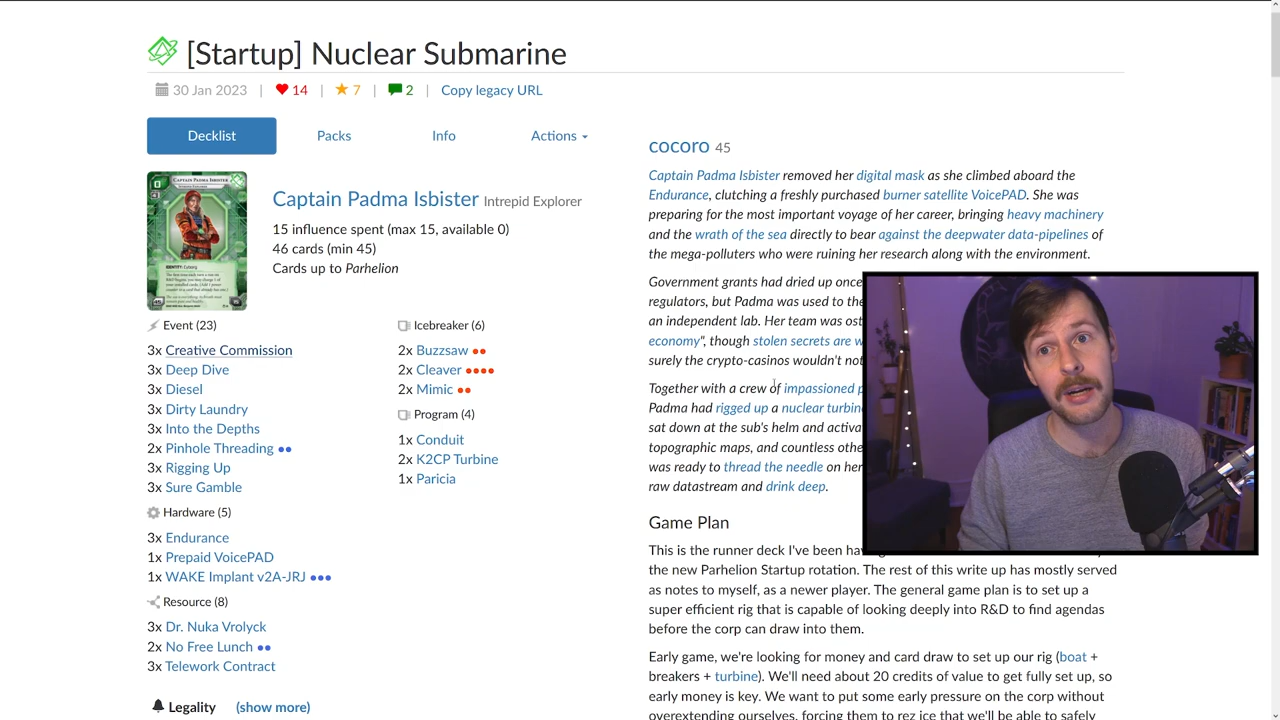 [Startup] Nuclear Submarine
30 Jan 2023 | 14 | 7 | 2 | Copy legacy URL
Decklist Packs Info Actions
Captain Padma Isbister Intrepid Explorer
15 influence spent (max 15, available 0)
46 cards (min 45)
Cards up to Parhelion
Event (23)
3x Creative Commission
3x Deep Dive
3x Diesel
3x Dirty Laundry
3x Into the Depths
2x Pinhole Threading
3x Rigging Up
3x Sure Gamble
Hardware (5)
3x Endurance
1x Prepaid VoicePAD
1x WAKE Implant v2A-JRJ
Resource (8)
3x Dr. Nuka Vrolyck
2x No Free Lunch
3x Telework Contract
Legality (show more)
Icebreaker (6)
2x Buzzsaw
2x Cleaver
2x Mimic
Program (4)
1x Conduit
2x K2CP Turbine
1x Paricia
cocoro 45
Captain Padma Isbister removed her digital mask as she climbed aboard the
Endurance, clutching a freshly purchased burner satellite VoicePAD. She was
preparing for the most important voyage of her career, bringing heavy machinery
and the wrath of the sea directly to bear against the deepwater data-pipelines of
the mega-polluters who were ruining her research along with the environment.
Government grants had dried up once
regulators, but Padma was used to the
an independent lab. Her team was ost
economy", though stolen secrets are w
surely the crypto-casinos wouldn't not
Together with a crew of impassioned p
Padma had rigged up a nuclear turbin
sat down at the sub's helm and activa
topographic maps, and countless othe
was ready to thread the needle on her
raw datastream and drink deep.
Game Plan
This is the runner deck I've been hav
the new Parhelion Startup rotation. The rest of this write up has mostly served
as notes to myself, as a newer player. The general game plan is to set up a
super efficient rig that is capable of looking deeply into R&D to find agendas
before the corp can draw into them.
Early game, we're looking for money and card draw to set up our rig (boat +
breakers + turbine). We'll need about 20 credits of value to get fully set up, so
early money is key. We want to put some early pressure on the corp without
overextending ourselves, forcing them to rez ice that we'll be able to safely